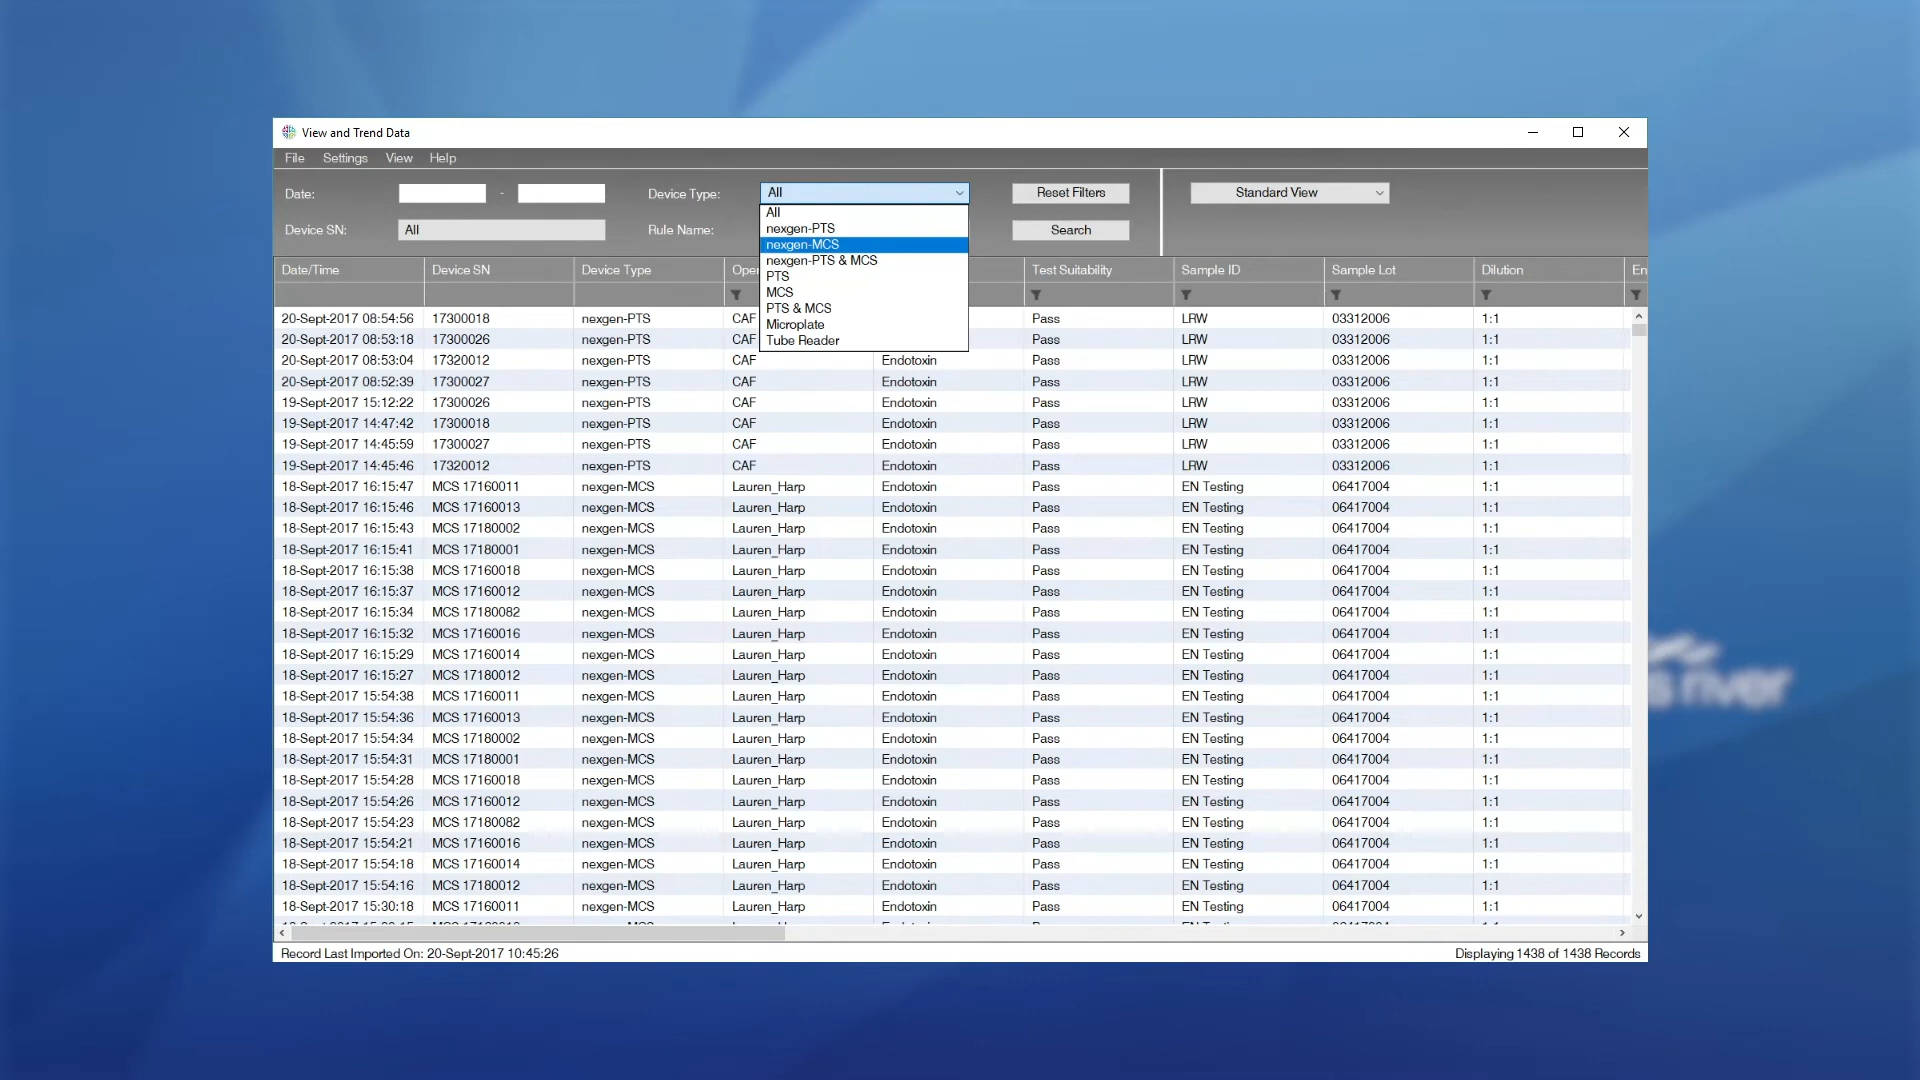 View and Trend Data
File Settings View Help
Date: - Device Type: All Reset Filters Standard View
Device SN: All Rule Name: Search
All
nexgen-PTS
nexgen-MCS
nexgen-PTS & MCS
PTS
MCS
PTS & MCS
Microplate
Tube Reader
Date/Time Device SN Device Type Test Suitability Sample ID Sample Lot Dilution
20-Sept-2017 08:54:56 17300018 nexgen-PTS CAF Pass LRW 03312006 1:1
20-Sept-2017 08:53:18 17300026 nexgen-PTS CAF Pass LRW 03312006 1:1
20-Sept-2017 08:53:04 17320012 nexgen-PTS CAF Endotoxin Pass LRW 03312006 1:1
20-Sept-2017 08:52:39 17300027 nexgen-PTS CAF Endotoxin Pass LRW 03312006 1:1
19-Sept-2017 15:12:22 17300026 nexgen-PTS CAF Endotoxin Pass LRW 03312006 1:1
19-Sept-2017 14:47:42 17300018 nexgen-PTS CAF Endotoxin Pass LRW 03312006 1:1
19-Sept-2017 14:45:59 17300027 nexgen-PTS CAF Endotoxin Pass LRW 03312006 1:1
19-Sept-2017 14:45:46 17320012 nexgen-PTS CAF Endotoxin Pass LRW 03312006 1:1
18-Sept-2017 16:15:47 MCS 17160011 nexgen-MCS Lauren_Harp Endotoxin Pass EN Testing 06417004 1:1
18-Sept-2017 16:15:46 MCS 17160013 nexgen-MCS Lauren_Harp Endotoxin Pass EN Testing 06417004 1:1
18-Sept-2017 16:15:43 MCS 17180002 nexgen-MCS Lauren_Harp Endotoxin Pass EN Testing 06417004 1:1
18-Sept-2017 16:15:41 MCS 17180001 nexgen-MCS Lauren_Harp Endotoxin Pass EN Testing 06417004 1:1
18-Sept-2017 16:15:38 MCS 17160018 nexgen-MCS Lauren_Harp Endotoxin Pass EN Testing 06417004 1:1
18-Sept-2017 16:15:37 MCS 17160012 nexgen-MCS Lauren_Harp Endotoxin Pass EN Testing 06417004 1:1
18-Sept-2017 16:15:34 MCS 17180082 nexgen-MCS Lauren_Harp Endotoxin Pass EN Testing 06417004 1:1
18-Sept-2017 16:15:32 MCS 17160016 nexgen-MCS Lauren_Harp Endotoxin Pass EN Testing 06417004 1:1
18-Sept-2017 16:15:29 MCS 17160014 nexgen-MCS Lauren_Harp Endotoxin Pass EN Testing 06417004 1:1
18-Sept-2017 16:15:27 MCS 17180012 nexgen-MCS Lauren_Harp Endotoxin Pass EN Testing 06417004 1:1
18-Sept-2017 15:54:38 MCS 17160011 nexgen-MCS Lauren_Harp Endotoxin Pass EN Testing 06417004 1:1
18-Sept-2017 15:54:36 MCS 17160013 nexgen-MCS Lauren_Harp Endotoxin Pass EN Testing 06417004 1:1
18-Sept-2017 15:54:34 MCS 17180002 nexgen-MCS Lauren_Harp Endotoxin Pass EN Testing 06417004 1:1
18-Sept-2017 15:54:31 MCS 17180001 nexgen-MCS Lauren_Harp Endotoxin Pass EN Testing 06417004 1:1
18-Sept-2017 15:54:28 MCS 17160018 nexgen-MCS Lauren_Harp Endotoxin Pass EN Testing 06417004 1:1
18-Sept-2017 15:54:26 MCS 17160012 nexgen-MCS Lauren_Harp Endotoxin Pass EN Testing 06417004 1:1
18-Sept-2017 15:54:23 MCS 17180082 nexgen-MCS Lauren_Harp Endotoxin Pass EN Testing 06417004 1:1
18-Sept-2017 15:54:21 MCS 17160016 nexgen-MCS Lauren_Harp Endotoxin Pass EN Testing 06417004 1:1
18-Sept-2017 15:54:18 MCS 17160014 nexgen-MCS Lauren_Harp Endotoxin Pass EN Testing 06417004 1:1
18-Sept-2017 15:54:16 MCS 17180012 nexgen-MCS Lauren_Harp Endotoxin Pass EN Testing 06417004 1:1
18-Sept-2017 15:30:18 MCS 17160011 nexgen-MCS Lauren_Harp Endotoxin Pass EN Testing 06417004 1:1
Record Last Imported On: 20-Sept-2017 10:45:26 Displaying 1438 of 1438 Records
river